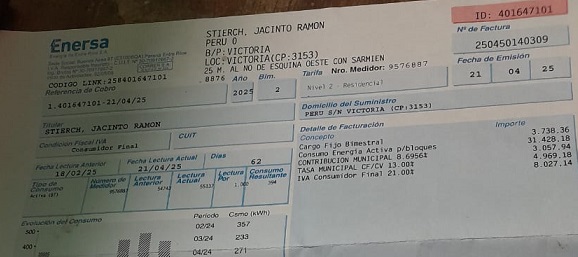 Enersa
STIERCH, JACINTO RAMON
PERU 0
B/P:VICTORIA
LOC:VICTORIA(CP:3153)
25 M. AL NO DE ESQUINA OESTE CON SARMIEN
ID: 401647101
Nº de Factura
250450140309
CODIGO LINK:258401647101
Referencia de Cobro
1.401647101-21/04/25
.8876 Año Bim.
2025 2
Tarifa Nro. Medidor: 9576887
Nivel 2 - Residencial
Fecha de Emisión
21 04 25
Domicilio del Suministro
PERU S/N VICTORIA (CP:3153)
Titular
STIERCH, JACINTO RAMON
Condicion Fiscal IVA CUIT
Consumidor Final
Fecha Lectura Anterior Fecha Lectura Actual Días
18/02/25 21/04/25 62
Tipo de Consumo Número de Medidor Lectura Anterior Lectura Actual Lectura Por Consumo Resultante
Detalle de Facturación
Concepto Importe
Cargo Fijo Bimestral 3.738,36
Consumo Energía Activa p/bloques 31.428,18
CONTRIBUCION MUNICIPAL 8.6956% 3.057,94
TASA MUNICIPAL CF/CV 13.00% 4.969,18
IVA Consumidor Final 21.00% 8.027,14
Evolución del Consumo
500-
400-
Periodo Csmo (kWh)
02/24 357
03/24 233
04/24 271